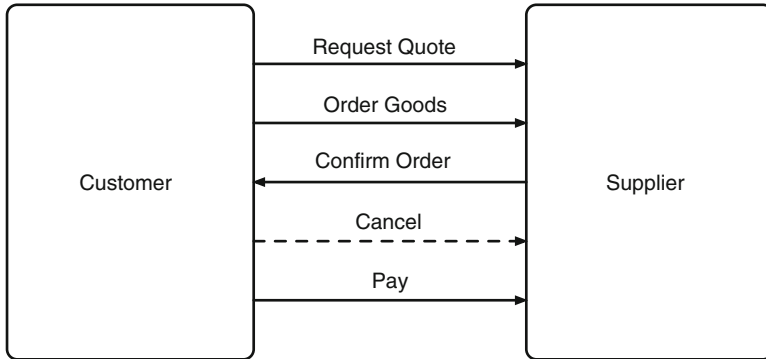 Request Quote
Order Goods
Confirm Order
Customer
Supplier
Cancel
Pay